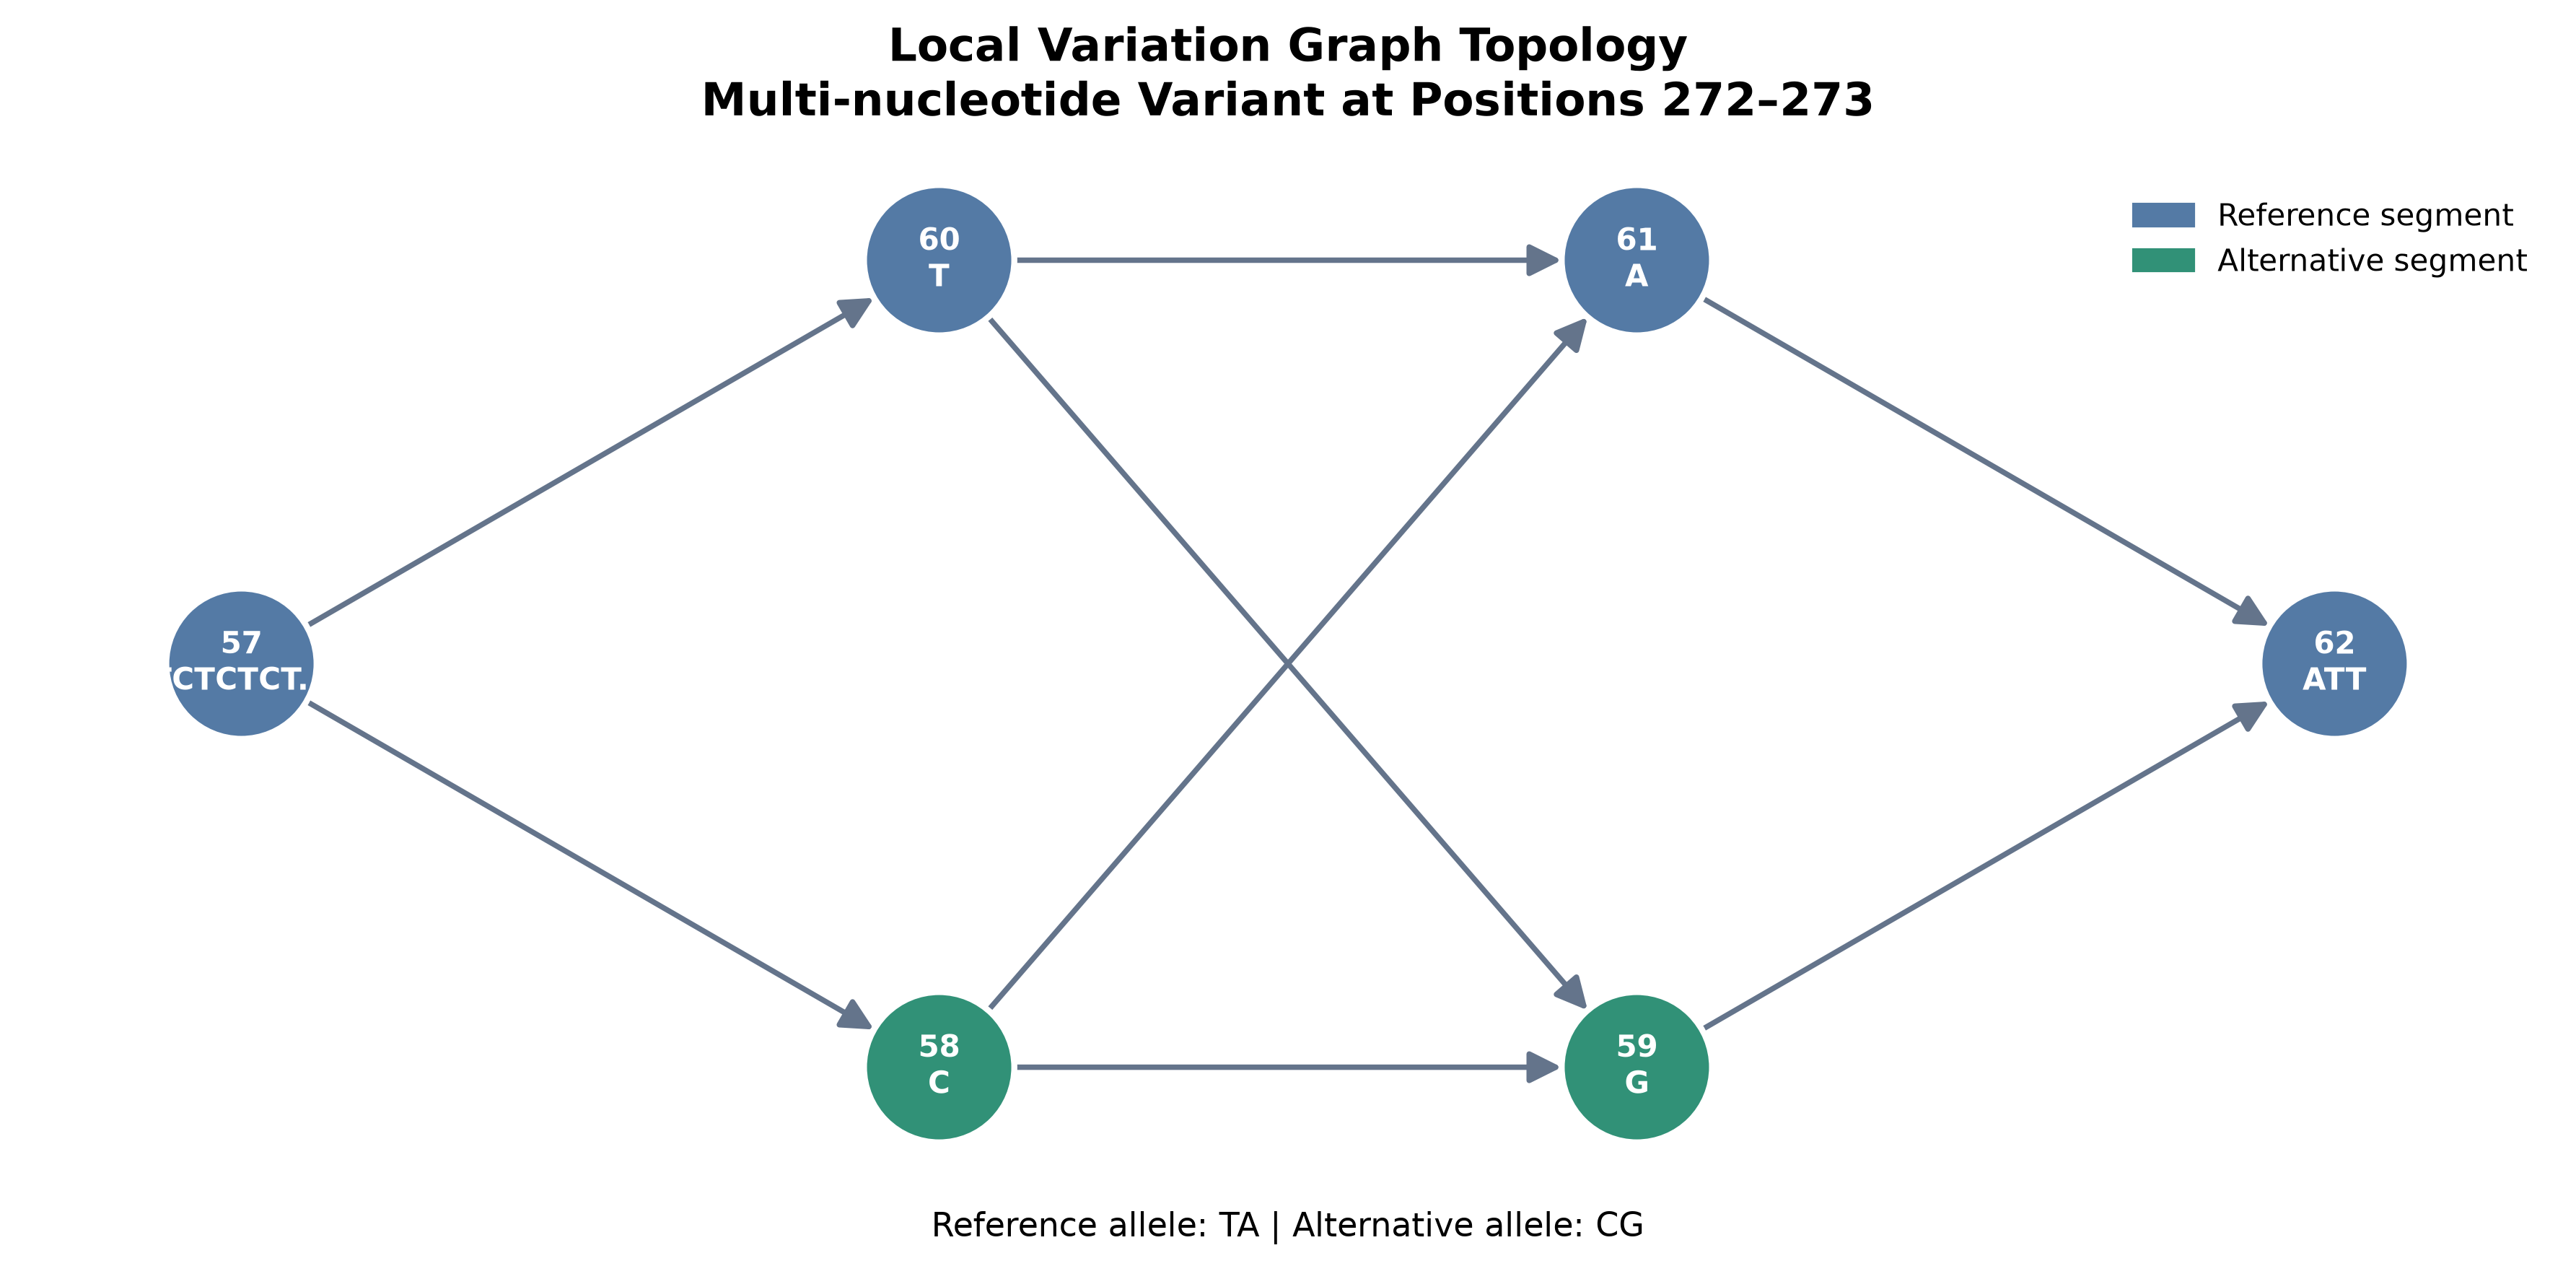 Local Variation Graph Topology
Multi-nucleotide Variant at Positions 272–273
60
T
61
A
Reference segment
Alternative segment
57
CTCTCT.
62
ATT
58
C
59
G
Reference allele: TA | Alternative allele: CG